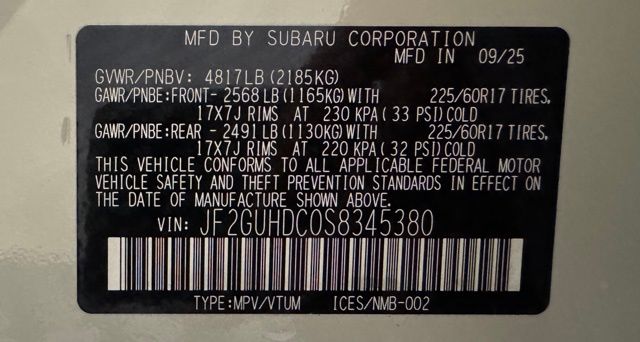 MFD BY SUBARU CORPORATION
MFD IN 09/25
GVWR/PNBV: 4817LB (2185KG)
GAWR/PNBE:FRONT- 2568 LB (1165KG) WITH 225/60R17 TIRES,
17X7J RIMS AT 230 KPA (33 PSI) COLD
GAWR/PNBE:REAR - 2491 LB (1130KG) WITH 225/60R17 TIRES,
17X7J RIMS AT 220 KPA (32 PSI) COLD
THIS VEHICLE CONFORMS TO ALL APPLICABLE FEDERAL MOTOR
VEHICLE SAFETY AND THEFT PREVENTION STANDARDS IN EFFECT ON
THE DATE OF MANUFACTURE SHOWN ABOVE.
VIN: JF2GUHDC0S8345380
TYPE:MPV/VTUM ICES/NMB-002